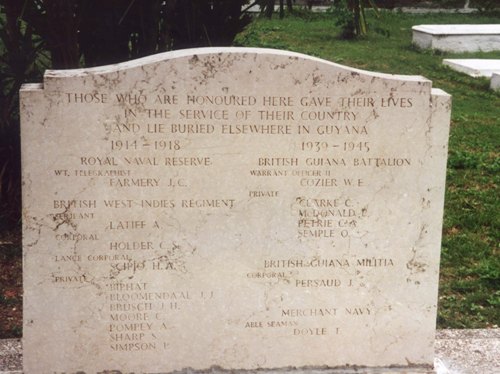 THOSE WHO ARE HONOURED HERE GAVE THEIR LIVES
IN THE SERVICE OF THEIR COUNTRY
AND LIE BURIED ELSEWHERE IN GUYANA
1914-1918
ROYAL NAVAL RESERVE
WT. TELEGRAPHIST
FARMERY J. C.
BRITISH WEST INDIES REGIMENT
SERJEANT
LATIFF A.
CORPORAL
HOLDER C.
LANCE CORPORAL
H. A.
PRIVATE
BIPHAT
BLOOMENDAAL J. J.
BRUSCH J. H.
MOORE C.
POMPEY A.
SHARP S.
SIMPSON P.
1939-1945
BRITISH GUIANA BATTALION
WARRANT OFFICER II
COZIER W. E.
PRIVATE
CLARKE C.
McDONALD
PETRIE C. A.
SEMPLE O.
BRITISH GUIANA MILITIA
CORPORAL
PERSAUD J.
MERCHANT NAVY
ABLE SEAMAN
DOYLE T.